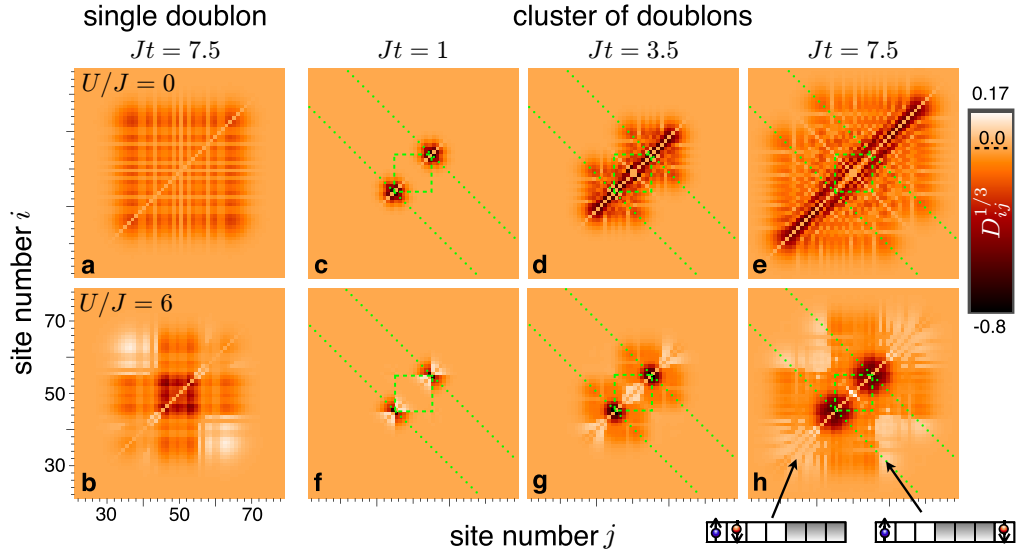 single doublon
cluster of doublons
Jt = 7.5
Jt = 1
Jt = 3.5
Jt = 7.5
U/J = 0
a
c
d
e
0.17
0.0
D_{ij}^{1/3}
-0.8
site number i
U/J = 6
70
50
30
b
f
g
h
30
50
70
site number j